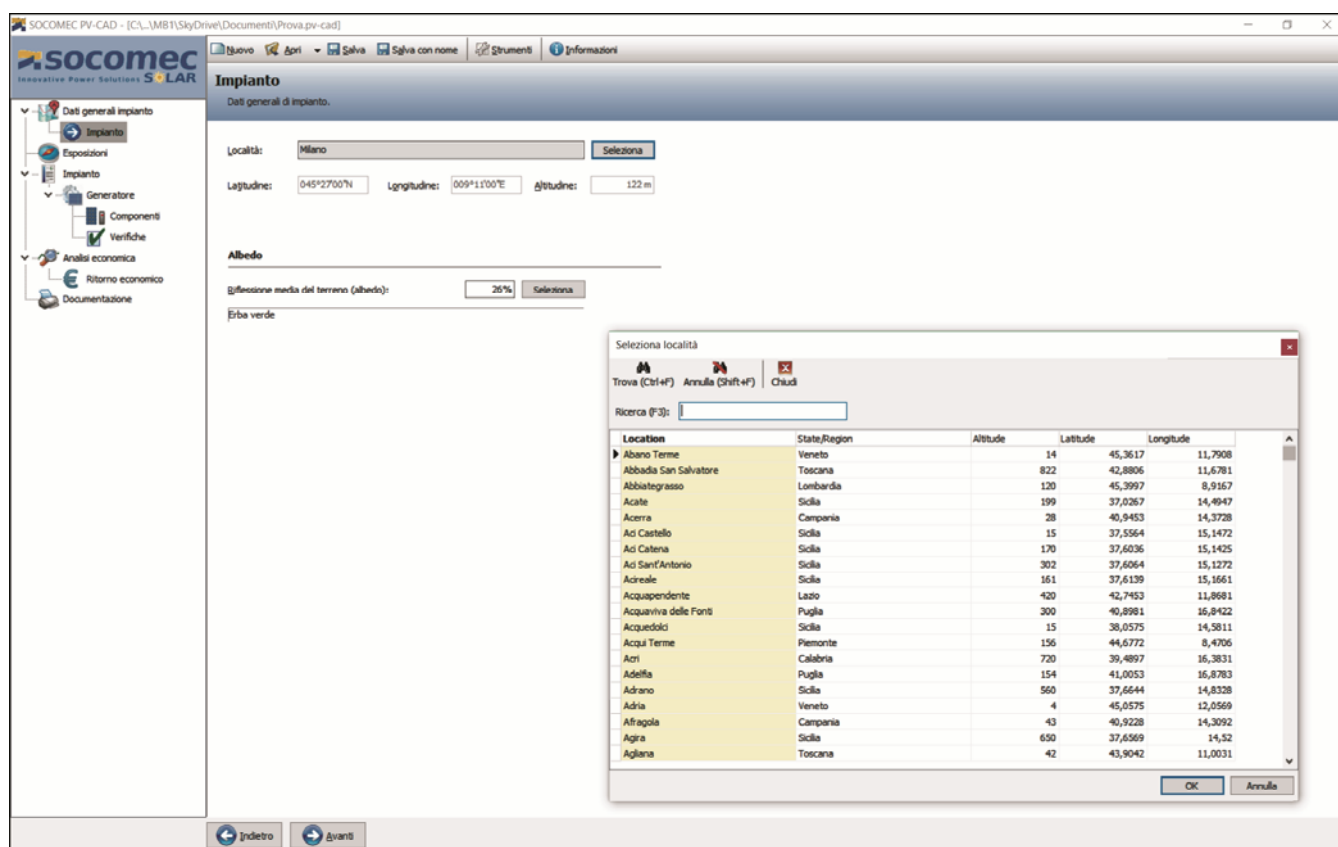 SOCOMEC PV-CAD - [C:\...\MB1\SkyDrive\Documenti\Prova.pv-cad]
socomec
Innovative Power Solutions SOLAR
Nuovo Apri Salva Salva con nome Strumenti Informazioni
Impianto
Dati generali di impianto.
Dati generali impianto
Impianto
Esposizioni
Impianto
Generatore
Componenti
Verifiche
Analisi economica
Ritorno economico
Documentazione
Località: Milano Seleziona
Latitudine: 045°27'00"N Longitudine: 009°11'00"E Altitudine: 122 m
Albedo
Riflessione media del terreno (albedo): 26% Seleziona
Erba verde
Seleziona località
Trova (Ctrl+F) Annulla (Shift+F) Chiudi
Ricerca (F3):
Location State/Region Altitude Latitude Longitude
Abano Terme Veneto 14 45,3617 11,7908
Abbadia San Salvatore Toscana 822 42,8806 11,6781
Abbiategrasso Lombardia 120 45,3997 8,9167
Acate Sicilia 199 37,0267 14,4947
Acerra Campania 28 40,9453 14,3728
Aci Castello Sicilia 15 37,5564 15,1472
Aci Catena Sicilia 170 37,6036 15,1425
Aci Sant'Antonio Sicilia 302 37,6064 15,1272
Acireale Sicilia 161 37,6139 15,1661
Acquapendente Lazio 420 42,7453 11,8681
Acquaviva delle Fonti Puglia 300 40,8981 16,8422
Acquedolci Sicilia 15 38,0575 14,5811
Acqui Terme Piemonte 156 44,6772 8,4706
Acri Calabria 720 39,4897 16,3831
Adelfia Puglia 154 41,0053 16,8783
Adrano Sicilia 560 37,6644 14,8328
Adria Veneto 4 45,0575 12,0569
Afragola Campania 43 40,9228 14,3092
Agira Sicilia 650 37,6569 14,52
Agliana Toscana 42 43,9042 11,0031
OK Annulla
Indietro Avanti